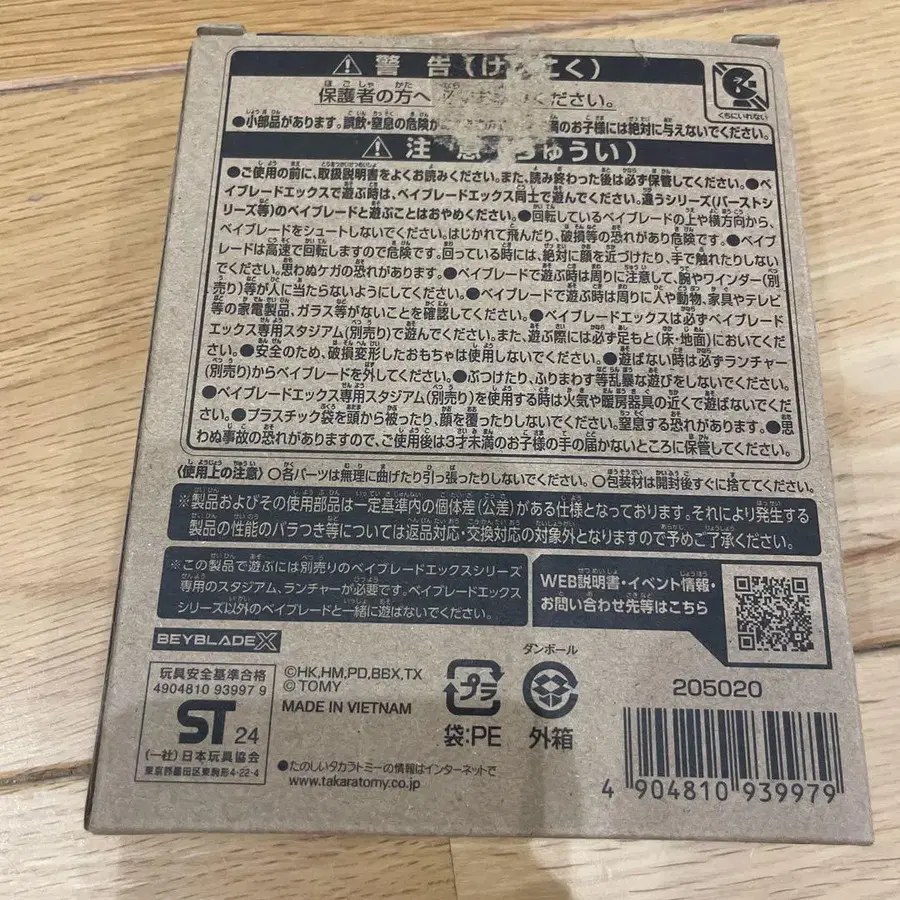 警告(け こく)
くちにいれない
保護者の方へ ください。
●小部品があります。誤飲・窒息の危険が 満のお子様には絶対に与えないでください。
注意 ちゅうい)
●ご使用の前に、取扱説明書をよくお読みください。また、読み終わった後は必ず保管してください。●ベ
イブレードエックスで遊ぶ時は、ベイブレードエックス同士で遊んでください。違うシリーズ(バーストシ
リーズ等)のベイブレードと遊ぶことはおやめください。●回転しているベイブレードの上や横方向から、
ベイブレードをシュートしないでください。はじかれて飛んだり、破損等の恐れがあり危険です。●ベイブ
レードは高速で回転しますので危険です。回っている時には、絶対に顔を近づけたり、手で触れたりしない
でください。思わぬケガの恐れがあります。●ベイブレードで遊ぶ時は周りに注意して、腕やワインダー(別
売り)等が人に当たらないようにしてください。●ベイブレードで遊ぶ時は周りに人や動物、家具やテレビ
等の家電製品、ガラス等がないことを確認してください。●ベイブレードエックスは必ずベイブレード
エックス専用スタジアム(別売り)で遊んでください。また、遊ぶ際には必ず足もと(床・地面)においてくだ
さい。●安全のため、破損変形したおもちゃは使用しないでください。●遊ばない時は必ずランチャー
(別売り)からベイブレードを外してください。●ぶつけたり、ふりまわす等乱暴な遊びをしないでください。
●ベイブレードエックス専用スタジアム(別売り)を使用する時は火気や暖房器具の近くで遊ばないでくだ
さい。●プラスチック袋を頭から被ったり、顔を覆ったりしないでください。窒息する恐れがあります。●思
わぬ事故の恐れがありますので、ご使用後は3才未満のお子様の手の届かないところに保管してください。
〈使用上の注意〉○各パーツは無理に曲げたり引っ張ったりしないでください。○包装材は開封後すぐに捨ててください。
※製品およびその使用部品は一定基準内の個体差(公差)がある仕様となっております。それにより発生する
製品の性能のバラつき等については返品対応・交換対応の対象外となりますので予めご了承ください。
※この製品で遊ぶには別売りのベイブレードエックスシリーズ
専用のスタジアム、ランチャーが必要です。ベイブレードエックス
シリーズ以外のベイブレードと一緒に遊ばないでください。
WEB説明書・イベント情報・
お問い合わせ先等はこちら
BEYBLADE X
玩具安全基準合格
4904810 93997 9
ST 24
(一社)日本玩具協会
東京都墨田区東駒形4-22-4
©HK,HM,PD,BBX,TX
© TOMY
MADE IN VIETNAM
プラ
袋:PE
ダンボール
外箱
●たのしいタカラトミーの情報はインターネットで
www.takaratomy.co.jp
205020
4 904810 939979